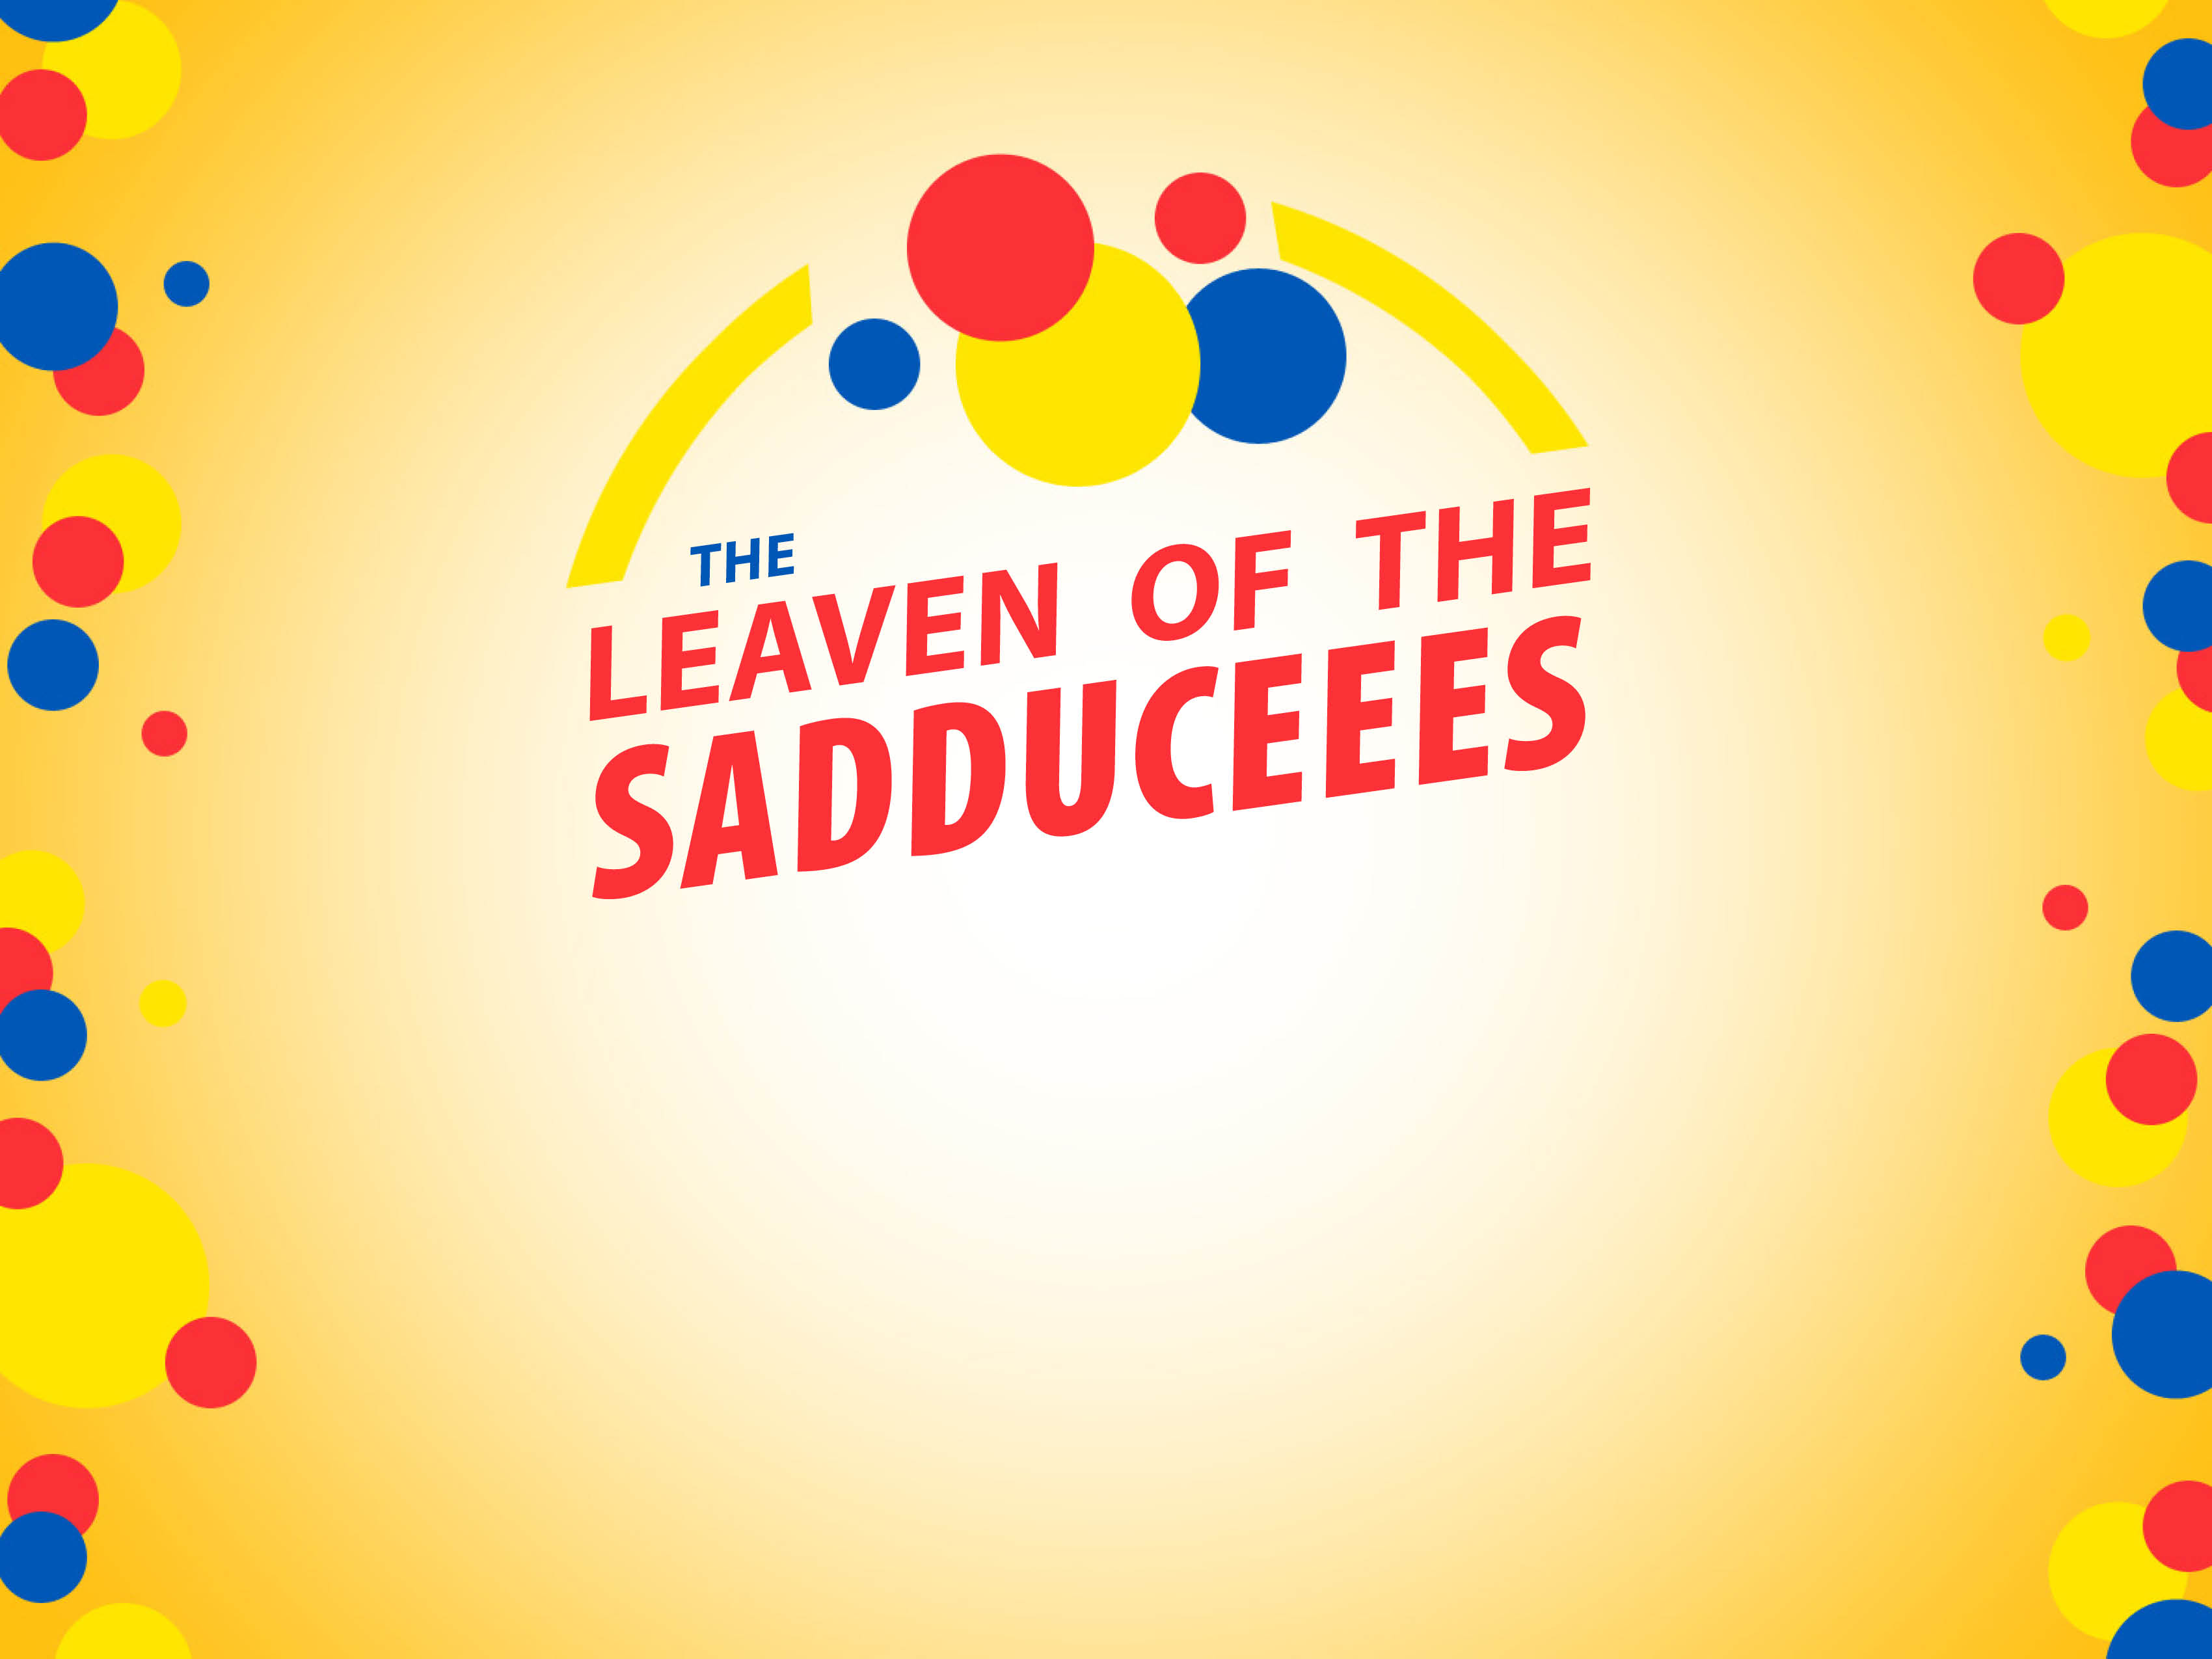 THE
LEAVEN OF THE
SADDUCEEES